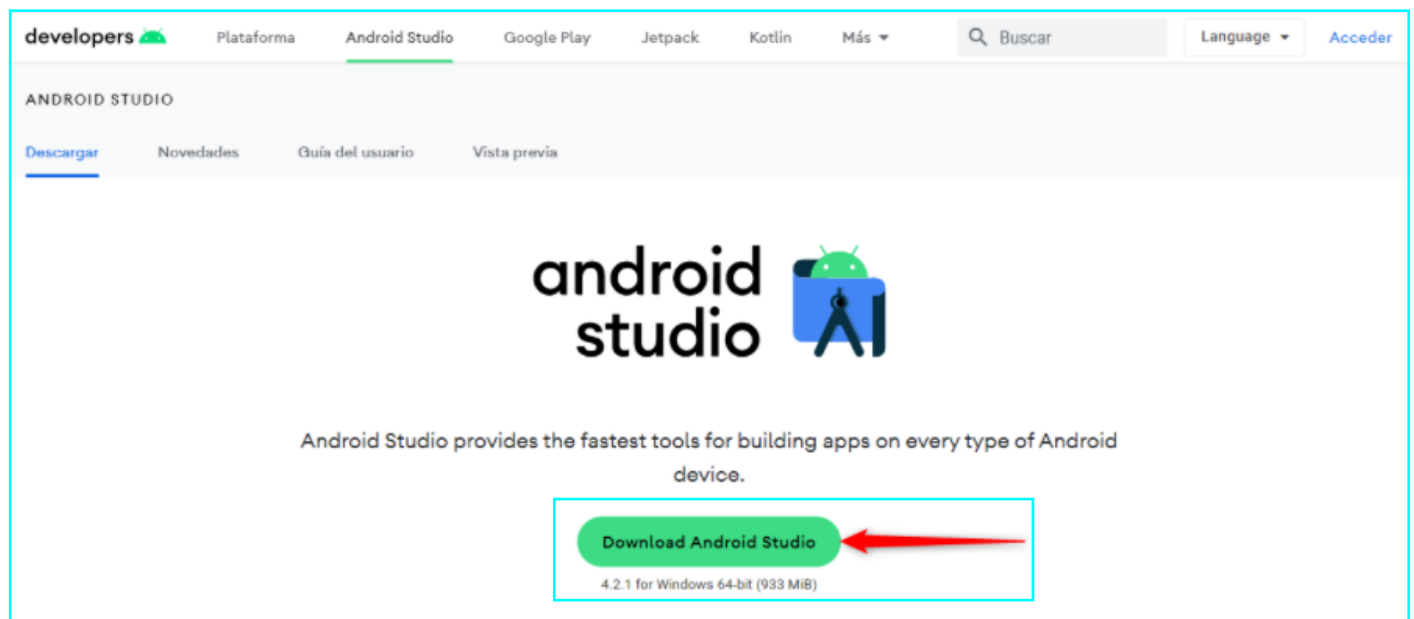 developers Plataforma Android Studio Google Play Jetpack Kotlin Más Buscar Language Acceder
ANDROID STUDIO
Descargar Novedades Guía del usuario Vista previa
android
studio
Android Studio provides the fastest tools for building apps on every type of Android
device.
Download Android Studio
4.2.1 for Windows 64-bit (933 MiB)